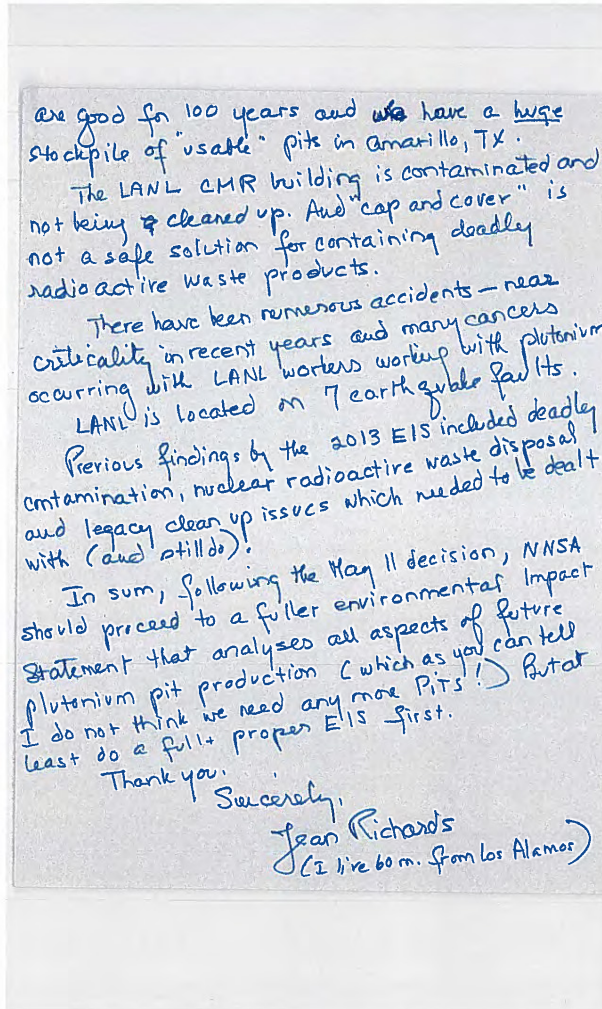 are good for 100 years and we have a huge
stockpile of "usable" pits in Amarillo, TX.
The LANL CMR building is contaminated and
not being cleaned up. And "cap and cover" is
not a safe solution for containing deadly
radioactive waste products.
There have been numerous accidents – near
criticality in recent years and many cancers
occurring with LANL workers working with plutonium
LANL is located on 7 earthquake faults.
Previous findings by the 2013 EIS included deadly
contamination, nuclear radioactive waste disposal
and legacy clean up issues which needed to be dealt
with (and still do)!
In sum, following the May 11 decision, NNSA
should proceed to a fuller environmental Impact
Statement that analyses all aspects of future
plutonium pit production (which as you can tell
I do not think we need any more PiTs!) But at
least do a full + proper EIS first.
Thank you.
Sincerely,
Jean Richards
(I live 60 m. from Los Alamos)